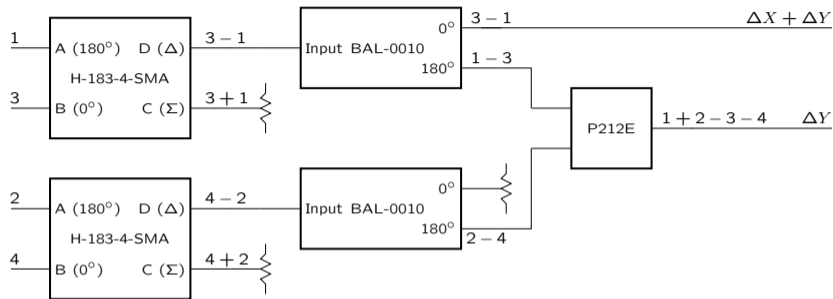 1
A (180°) D (Δ)
3 − 1
H-183-4-SMA
3
B (0°) C (Σ)
3 + 1
Input BAL-0010
0°
180°
3 − 1
ΔX + ΔY
1 − 3
P212E
1 + 2 − 3 − 4
ΔY
2
A (180°) D (Δ)
4 − 2
H-183-4-SMA
4
B (0°) C (Σ)
4 + 2
Input BAL-0010
0°
180°
2 − 4